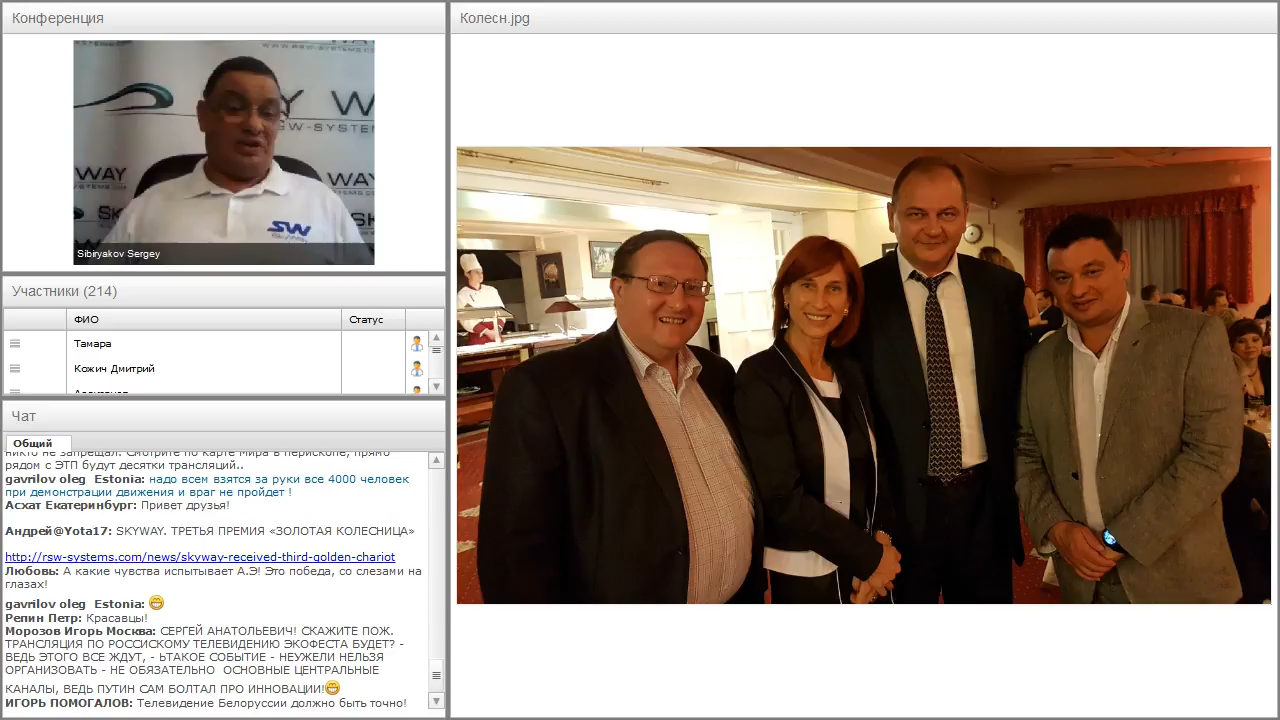 Конференция
SKY WAY
RSW-SYSTEMS
WAY
SW
Sibiryakov Sergey
Участники (214)
ФИО
Статус
Тамара
Кожич Дмитрий
Чат
Общий
никто не запрещал. Смотрите по карте мира в перископе, прямо
рядом с ЭТП будут десятки трансляций..
gavrilov oleg Estonia: надо всем взятся за руки все 4000 человек
при демонстрации движения и враг не пройдет !
Асхат Екатеринбург: Привет друзья!
Андрей@Yota17: SKYWAY. ТРЕТЬЯ ПРЕМИЯ «ЗОЛОТАЯ КОЛЕСНИЦА»
http://rsw-systems.com/news/skyway-received-third-golden-chariot
Любовь: А какие чувства испытывает А.Э! Это победа, со слезами на
глазах!
gavrilov oleg Estonia:
Репин Петр: Красавцы!
Морозов Игорь Москва: СЕРГЕЙ АНАТОЛЬЕВИЧ! СКАЖИТЕ ПОЖ.
ТРАНСЛЯЦИЯ ПО РОССИСКОМУ ТЕЛЕВИДЕНИЮ ЭКОФЕСТА БУДЕТ? -
ВЕДЬ ЭТОГО ВСЕ ЖДУТ, - ЬТАКОЕ СОБЫТИЕ - НЕУЖЕЛИ НЕЛЬЗЯ
ОРГАНИЗОВАТЬ - НЕ ОБЯЗАТЕЛЬНО ОСНОВНЫЕ ЦЕНТРАЛЬНЫЕ
КАНАЛЫ, ВЕДЬ ПУТИН САМ БОЛТАЛ ПРО ИННОВАЦИИ!
ИГОРЬ ПОМОГАЛОВ: Телевидение Белоруссии должно быть точно!
Колесн.jpg